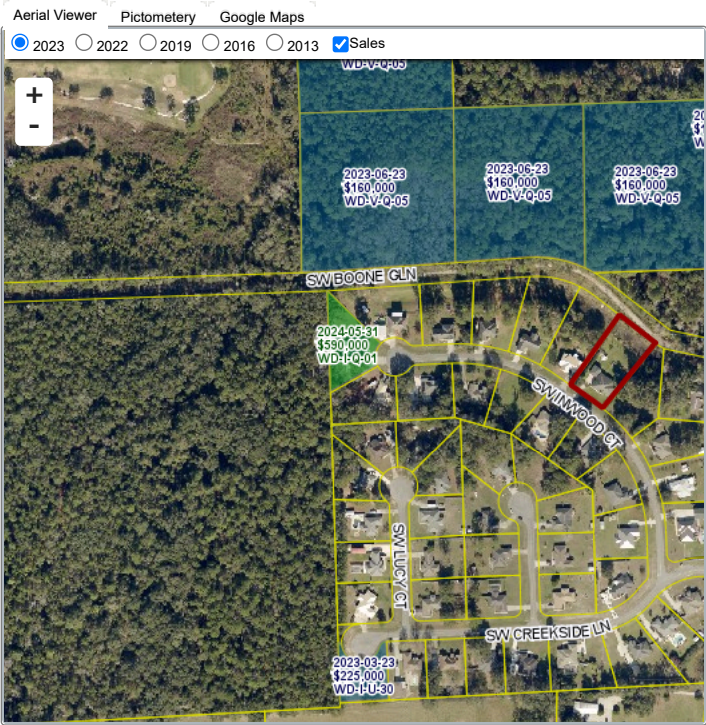 Aerial Viewer Pictometery Google Maps
2023 2022 2019 2016 2013 Sales
+
-
WD-V-Q-05
2023-06-23
$160,000
WD-V-Q-05
2023-06-23
$160,000
WD-V-Q-05
2023-06-23
$160,000
WD-V-Q-05
SW BOONE GLN
2024-05-31
$590,000
WD-I-Q-01
SW INWOOD CT
SW LUCY CT
SW CREEKSIDE LN
2023-03-23
$225,000
WD-I-U-30